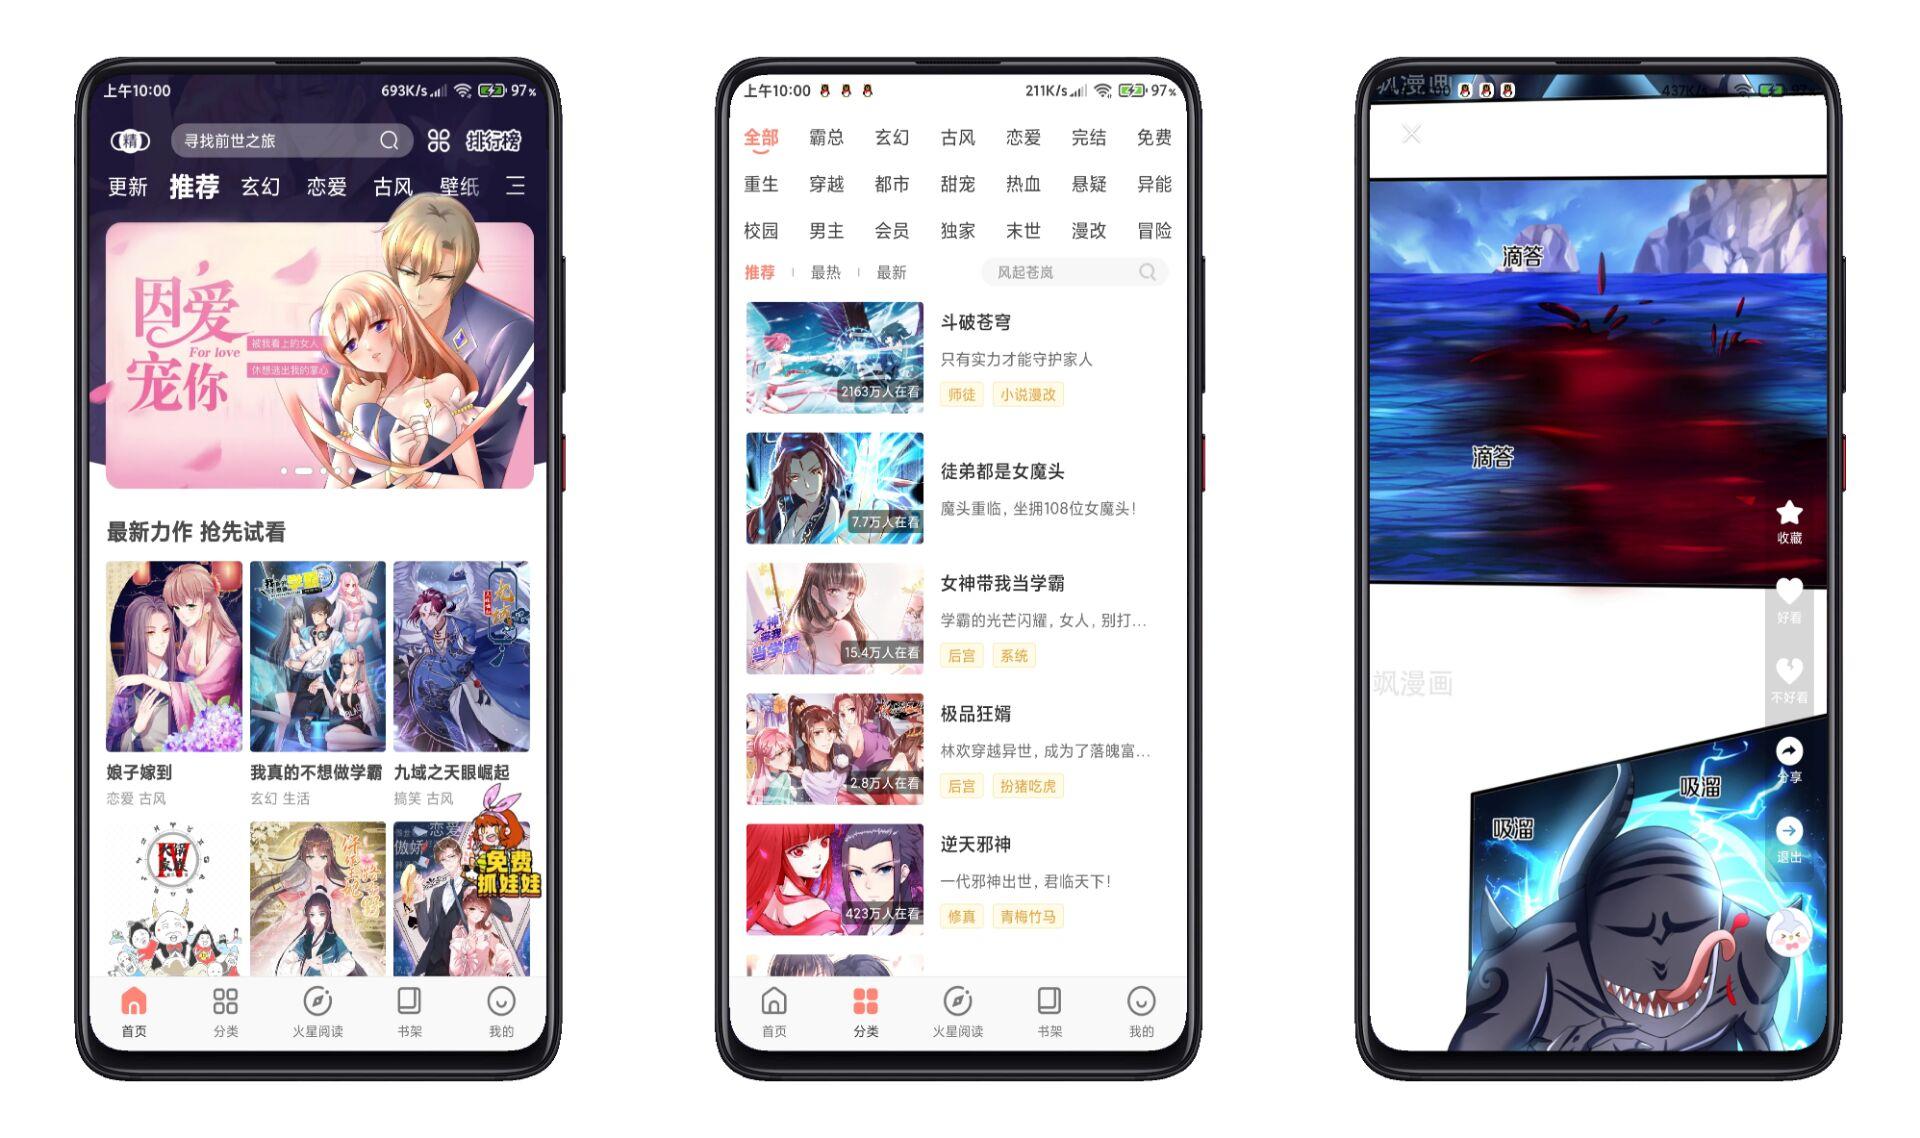 上午10:00
693K/s
97%
精
寻找前世之旅
排行榜
更新 推荐 玄幻 恋爱 古风 壁纸
因爱
宠你
For love
被我看上的女人
休想逃出我的掌心
最新力作 抢先试看
我真的不想做学霸
娘子嫁到
恋爱 古风
我真的不想做学霸
玄幻 生活
九域之天眼崛起
搞笑 古风
免费
抓娃娃
首页 分类 火星阅读 书架 我的
上午10:00
211K/s
97%
全部 霸总 玄幻 古风 恋爱 完结 免费
重生 穿越 都市 甜宠 热血 悬疑 异能
校园 男主 会员 独家 末世 漫改 冒险
推荐 最热 最新
风起苍岚
2163万人在看
斗破苍穹
只有实力才能守护家人
师徒 小说漫改
7.7万人在看
徒弟都是女魔头
魔头重临，坐拥108位女魔头！
女神
带我
当学霸
15.4万人在看
女神带我当学霸
学霸的光芒闪耀，女人，别打...
后宫 系统
2.8万人在看
极品狂婿
林欢穿越异世，成为了落魄富...
后宫 扮猪吃虎
423万人在看
逆天邪神
一代邪神出世，君临天下！
修真 青梅竹马
首页 分类 火星阅读 书架 我的
飒漫画
437K/s
滴答
滴答
收藏
好看
飒漫画
不好看
吸溜
分享
吸溜
退出